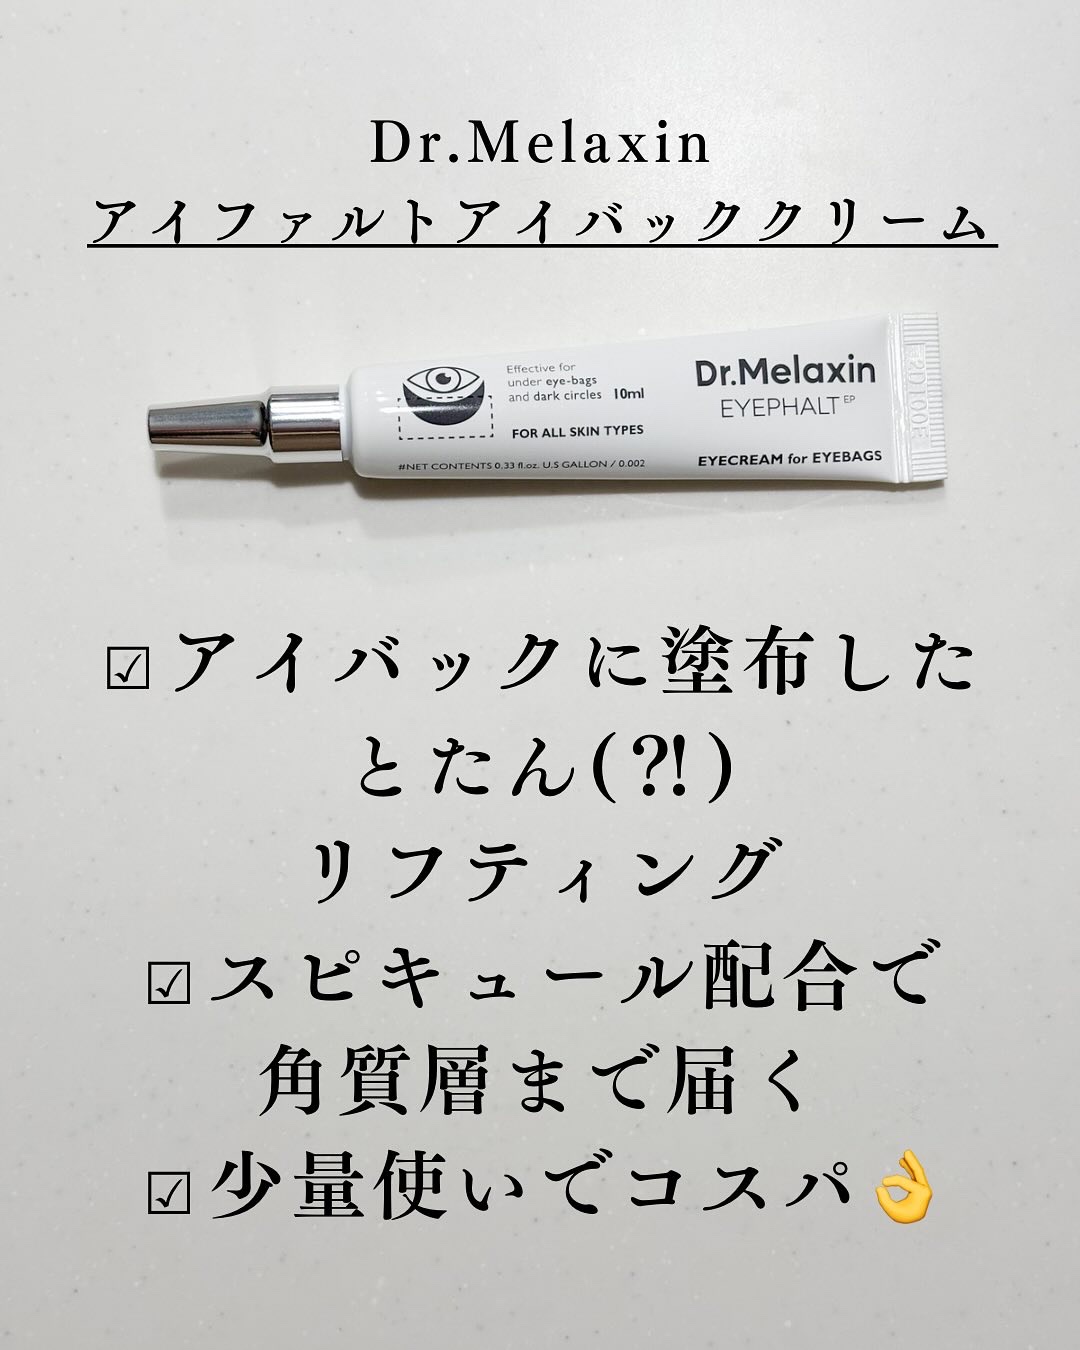 Dr.Melaxin
アイファルトアイバッククリーム
Effective for
under eye-bags
and dark circles 10ml
FOR ALL SKIN TYPES
#NET CONTENTS 0.33 fl.oz. U.S GALLON / 0.002
Dr.Melaxin
EYEPHALT EP
EYECREAM for EYEBAGS
☑アイバックに塗布した
とたん(⁈)
リフティング
☑スピキュール配合で
角質層まで届く
☑少量使いでコスパ👌